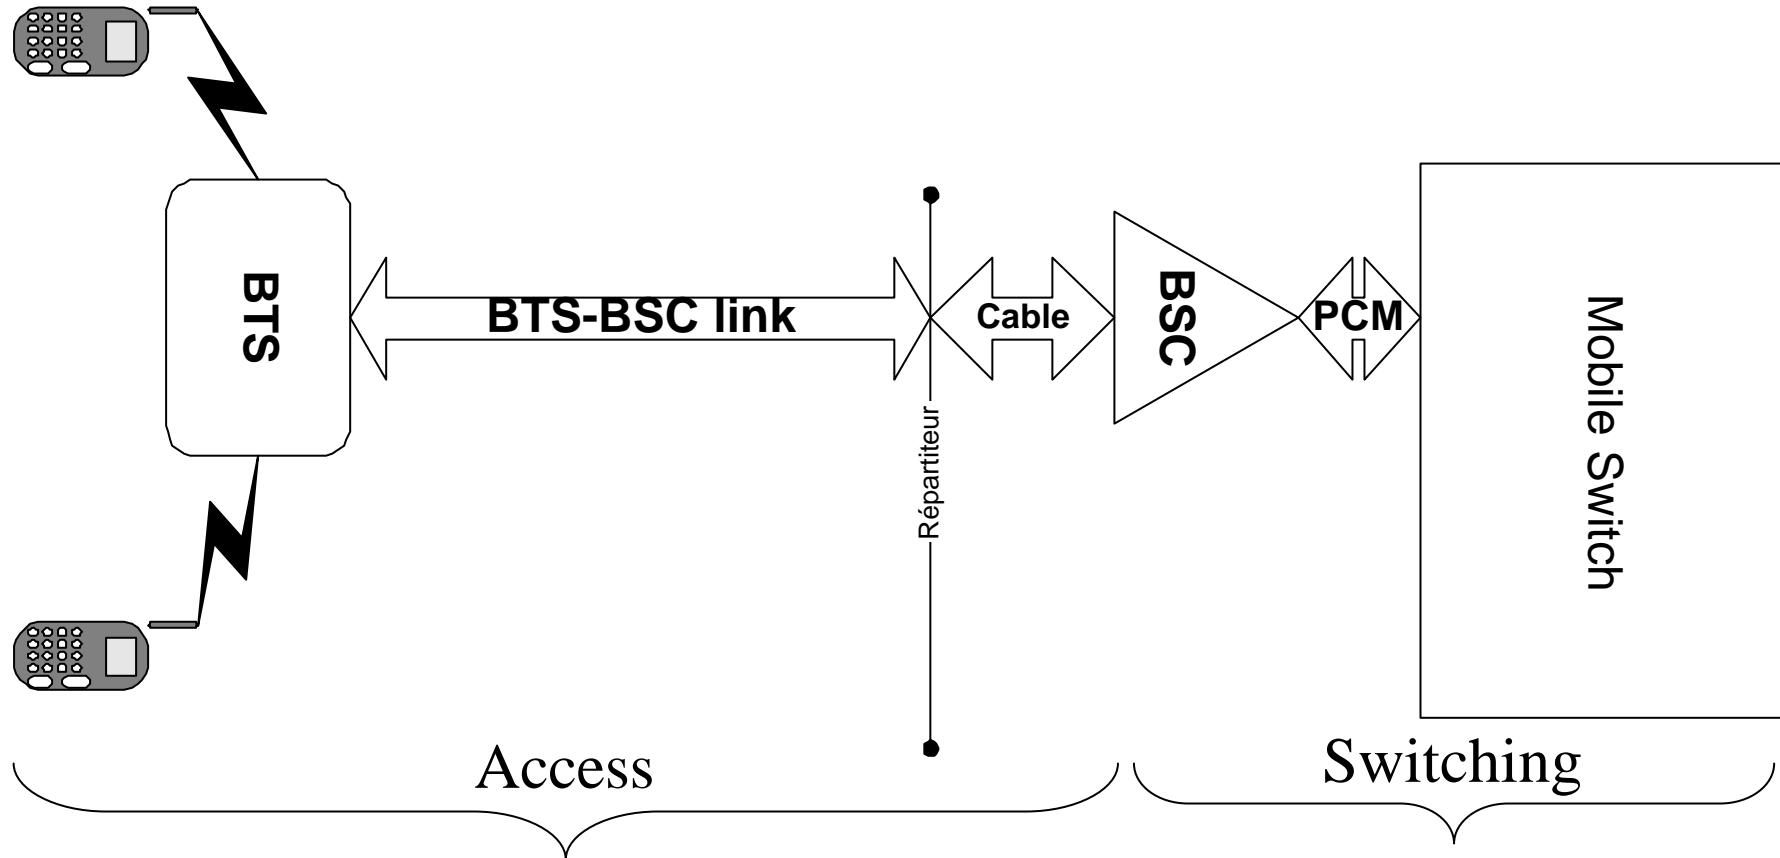 BTS
BTS-BSC link
Répartiteur
Cable
BSC
PCM
Mobile Switch
Access
Switching